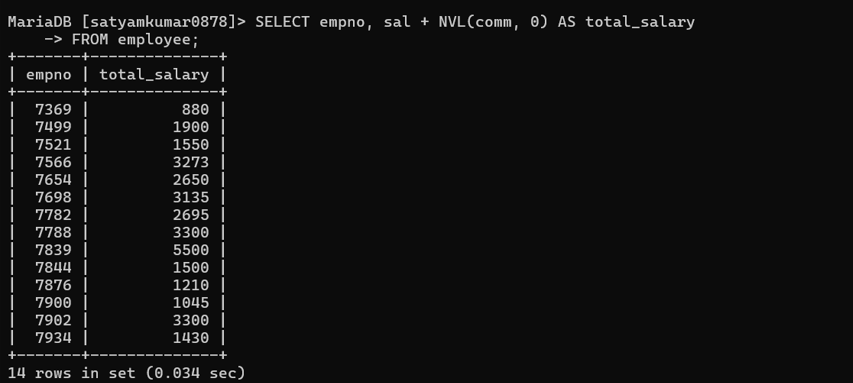 MariaDB [satyamkumar0878]> SELECT empno, sal + NVL(comm, 0) AS total_salary
    -> FROM employee;
+-------+--------------+
| empno | total_salary |
+-------+--------------+
|  7369 |          880 |
|  7499 |         1900 |
|  7521 |         1550 |
|  7566 |         3273 |
|  7654 |         2650 |
|  7698 |         3135 |
|  7782 |         2695 |
|  7788 |         3300 |
|  7839 |         5500 |
|  7844 |         1500 |
|  7876 |         1210 |
|  7900 |         1045 |
|  7902 |         3300 |
|  7934 |         1430 |
+-------+--------------+
14 rows in set (0.034 sec)